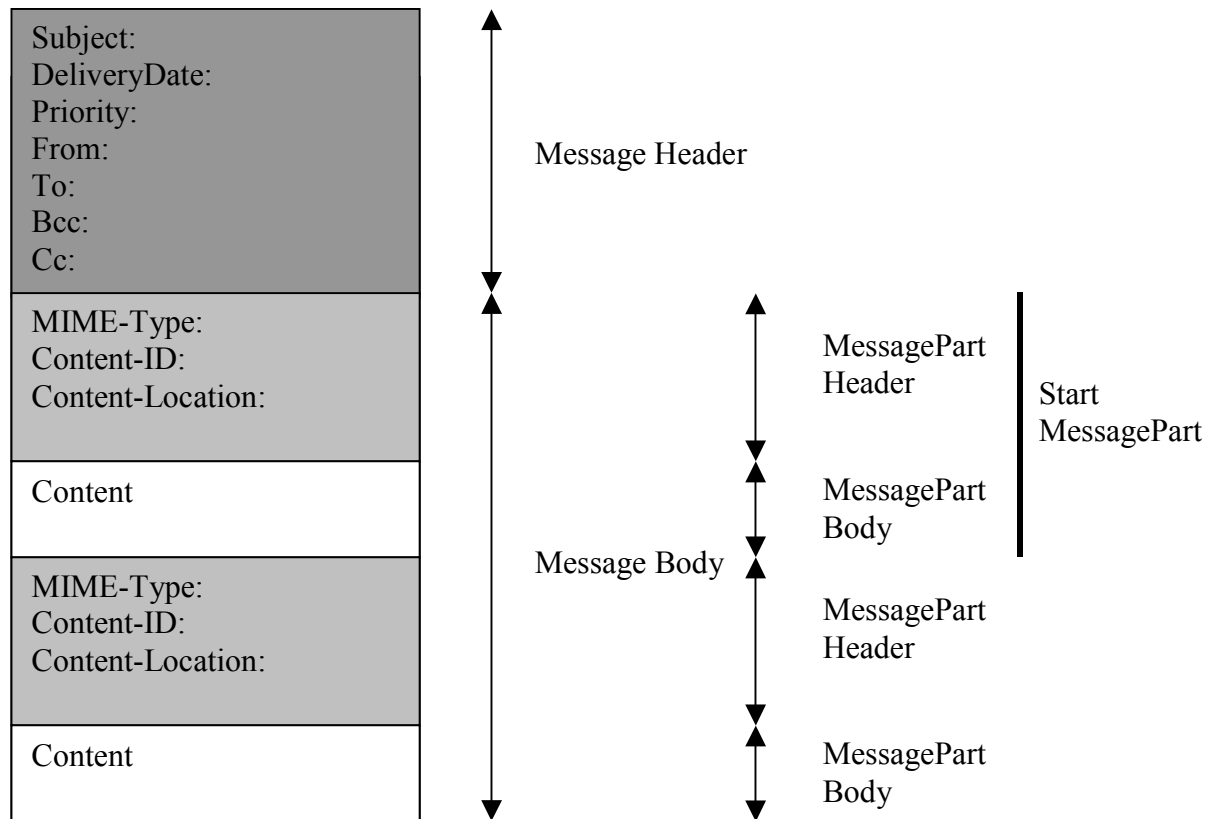 Subject:
DeliveryDate:
Priority:
From:
To:
Bcc:
Cc:
Message Header
MIME-Type:
Content-ID:
Content-Location:
MessagePart
Header
Start
MessagePart
Content
MessagePart
Body
Message Body
MIME-Type:
Content-ID:
Content-Location:
MessagePart
Header
Content
MessagePart
Body